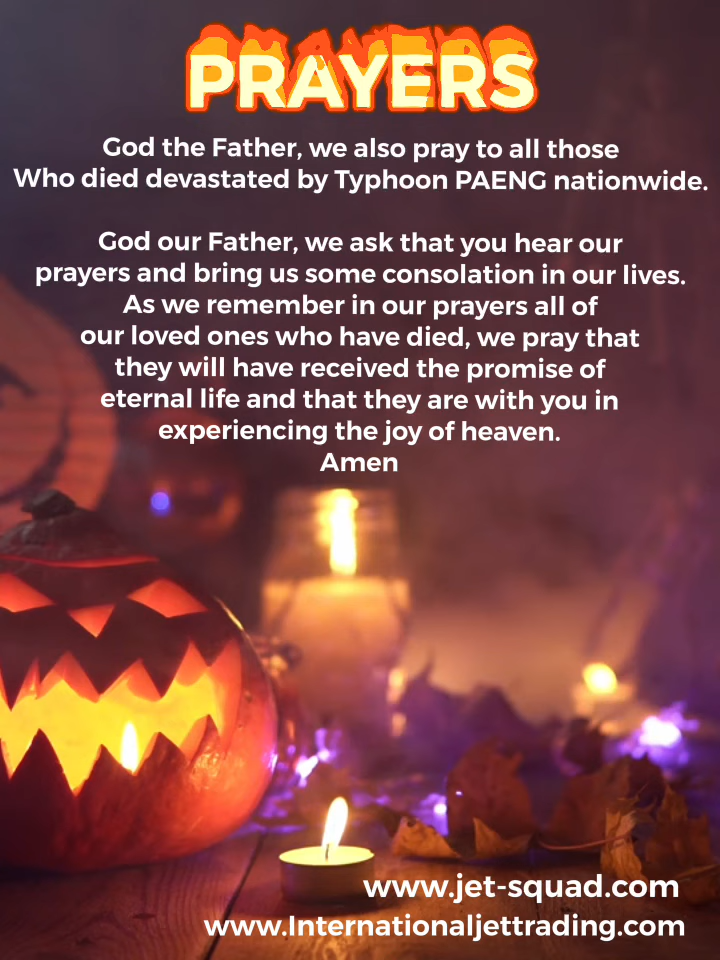 PRAYERS
God the Father, we also pray to all those
Who died devastated by Typhoon PAENG nationwide.
God our Father, we ask that you hear our
prayers and bring us some consolation in our lives.
As we remember in our prayers all of
our loved ones who have died, we pray that
they will have received the promise of
eternal life and that they are with you in
experiencing the joy of heaven.
Amen
www.jet-squad.com
www.Internationaljettrading.com